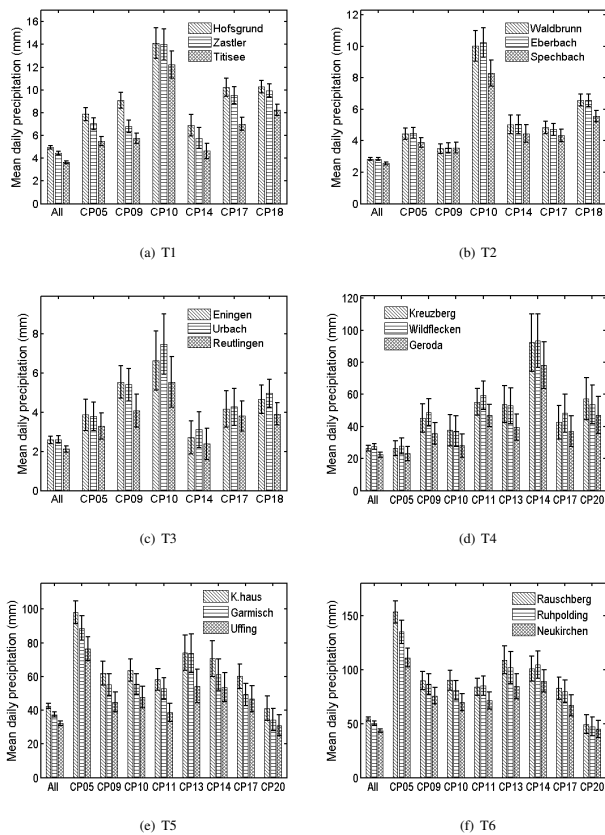 Mean daily precipitation (mm)
16
14
12
10
8
6
4
2
0
Hofsgrund
Zastler
Titisee
All CP05 CP09 CP10 CP14 CP17 CP18
(a) T1
Mean daily precipitation (mm)
12
10
8
6
4
2
0
Waldbrunn
Eberbach
Spechbach
All CP05 CP09 CP10 CP14 CP17 CP18
(b) T2
Mean daily precipitation (mm)
8
6
4
2
0
Eningen
Urbach
Reutlingen
All CP05 CP09 CP10 CP14 CP17 CP18
(c) T3
Mean daily precipitation (mm)
120
100
80
60
40
20
0
Kreuzberg
Wildflecken
Geroda
All CP05 CP09 CP10 CP11 CP13 CP14 CP17 CP20
(d) T4
Mean daily precipitation (mm)
100
80
60
40
20
0
K.haus
Garmisch
Uffing
All CP05 CP09 CP10 CP11 CP13 CP14 CP17 CP20
(e) T5
Mean daily precipitation (mm)
150
100
50
0
Rauschberg
Ruhpolding
Neukirchen
All CP05 CP09 CP10 CP11 CP13 CP14 CP17 CP20
(f) T6